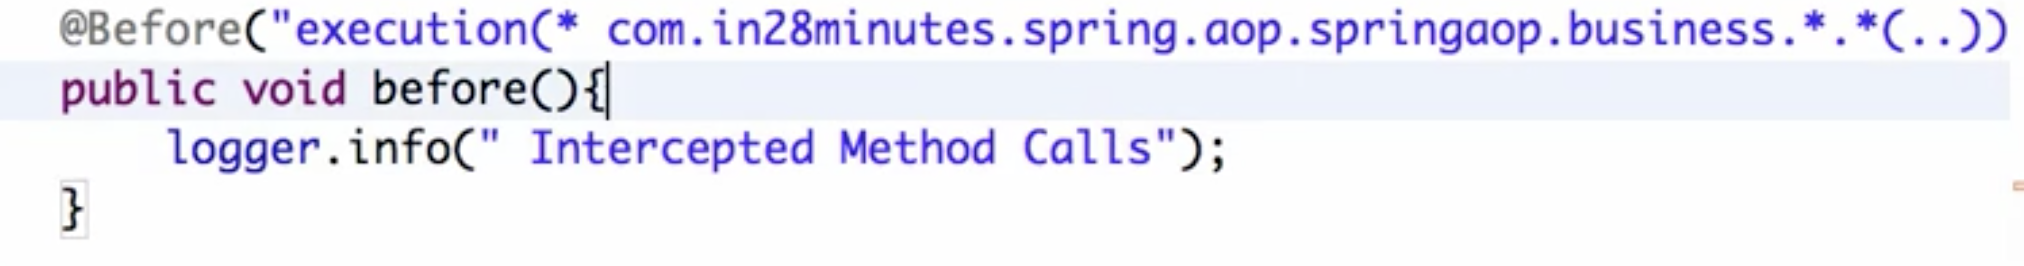 @Before("execution(* com.in28minutes.spring.aop.springaop.business.*.*(..))
public void before(){
    logger.info(" Intercepted Method Calls");
}